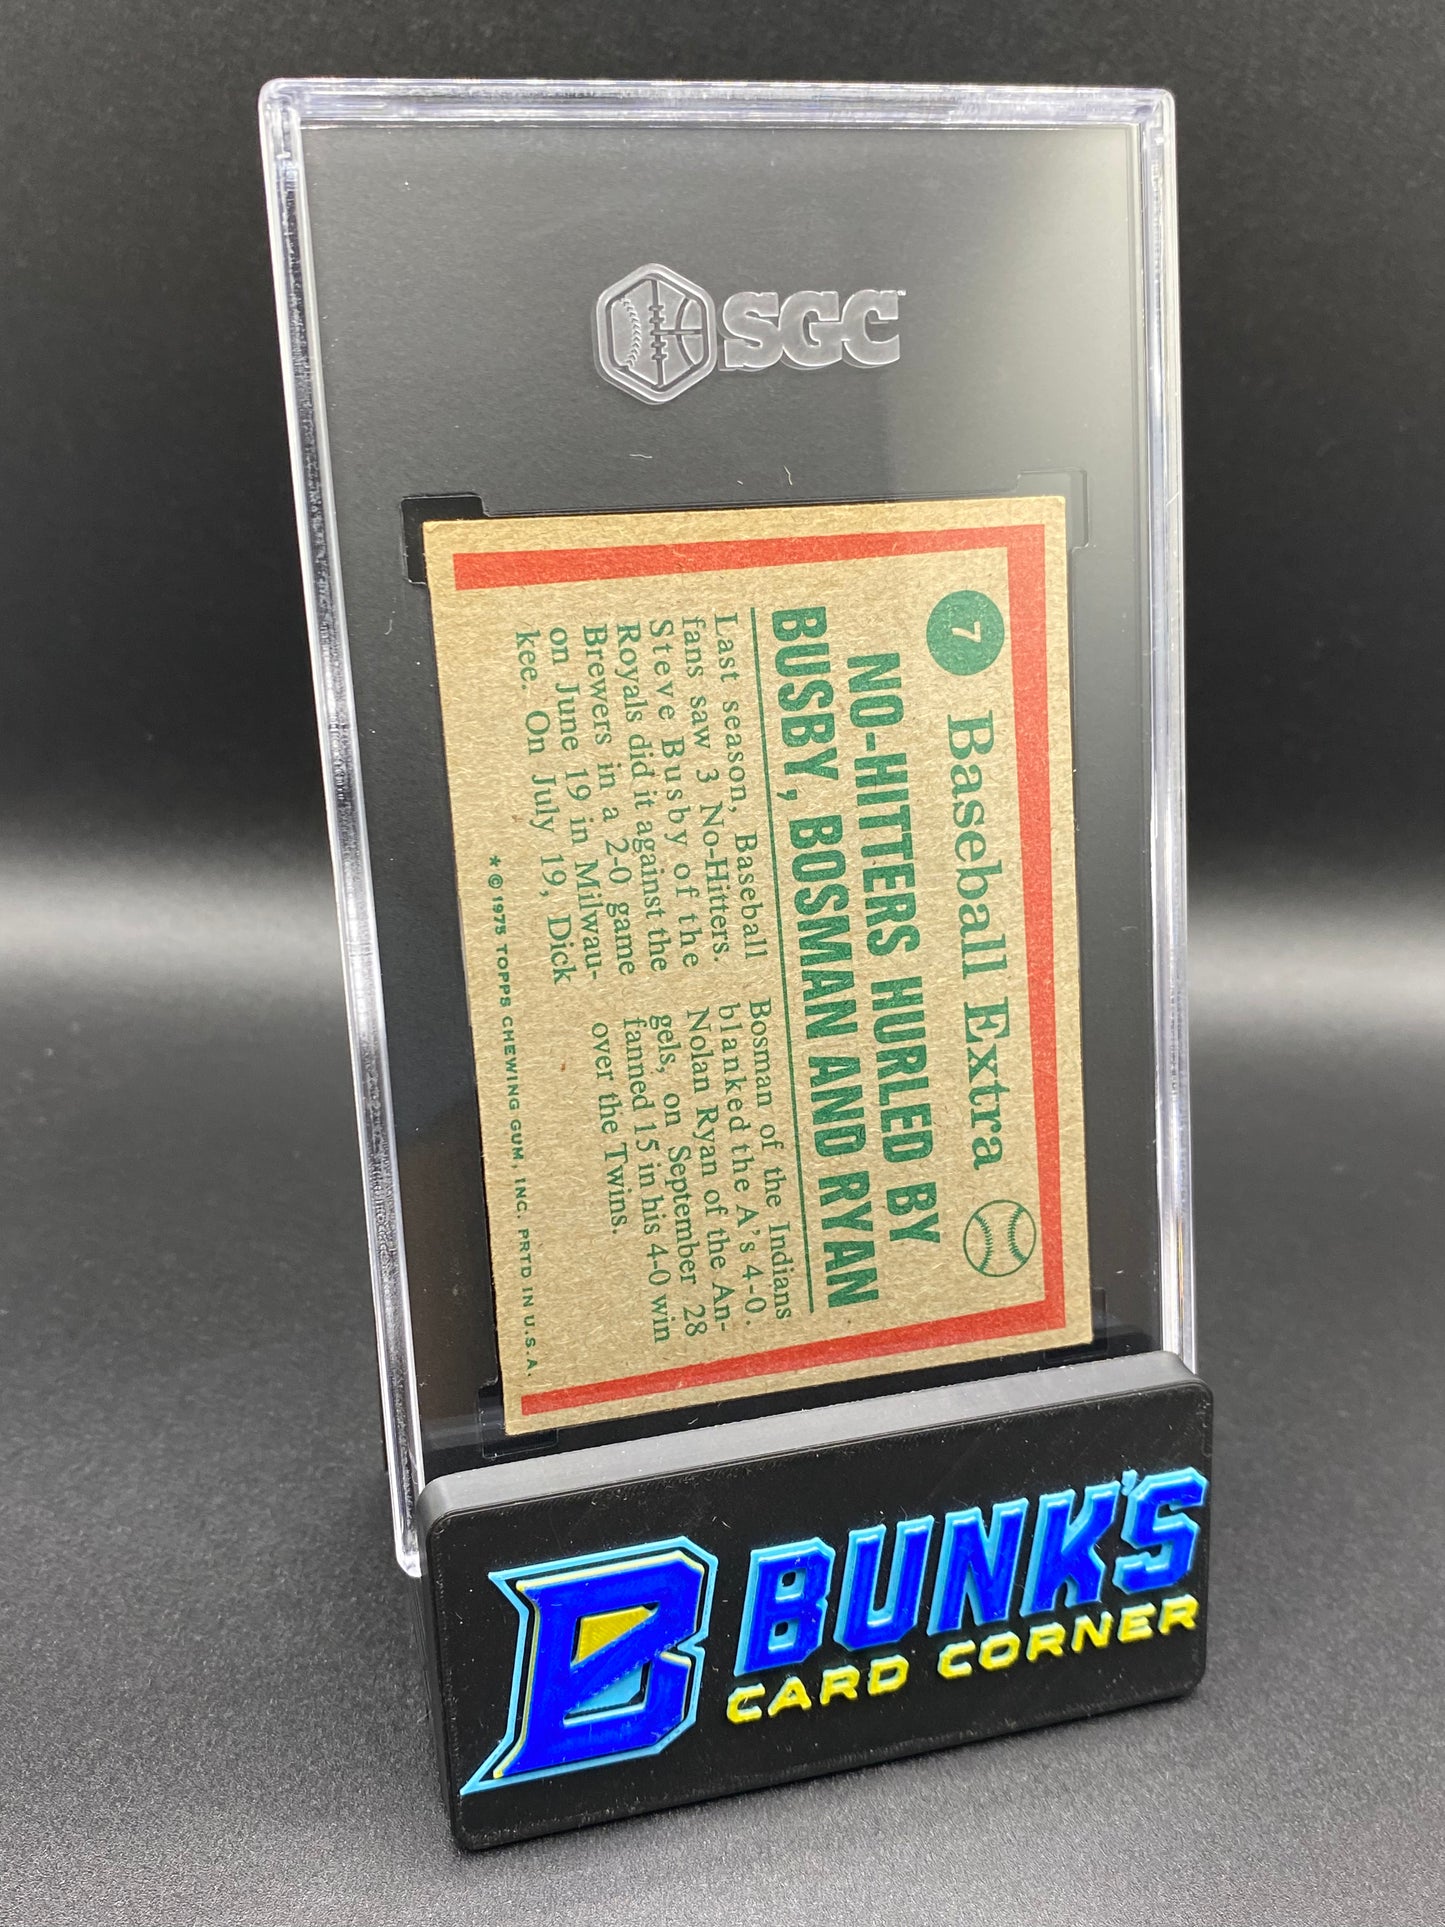 SGC
7
Baseball Extra
NO-HITTERS HURLED BY
BUSBY, BOSMAN AND RYAN
Last season, Baseball
fans saw 3 No-Hitters.
Steve Busby of the
Royals did it against the
Brewers in a 2-0 game
on June 19 in Milwau-
kee. On July 19, Dick
Bosman of the Indians
blanked the A's 4-0.
Nolan Ryan of the An-
gels, on September 28
fanned 15 in his 4-0 win
over the Twins.
*© 1975 TOPPS CHEWING GUM, INC. PRTD IN U.S.A.
B BUNK'S
CARD CORNER